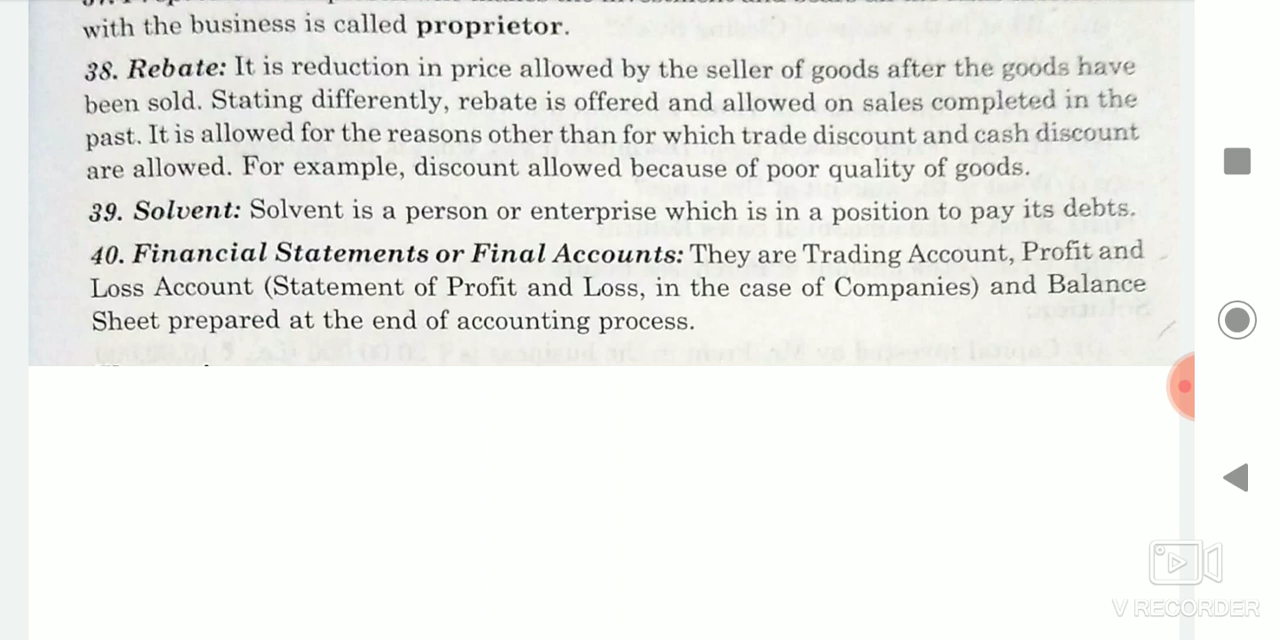 with the business is called proprietor.
38. Rebate: It is reduction in price allowed by the seller of goods after the goods have
been sold. Stating differently, rebate is offered and allowed on sales completed in the
past. It is allowed for the reasons other than for which trade discount and cash discount
are allowed. For example, discount allowed because of poor quality of goods.
39. Solvent: Solvent is a person or enterprise which is in a position to pay its debts.
40. Financial Statements or Final Accounts: They are Trading Account, Profit and
Loss Account (Statement of Profit and Loss, in the case of Companies) and Balance
Sheet prepared at the end of accounting process.
V RECORDER